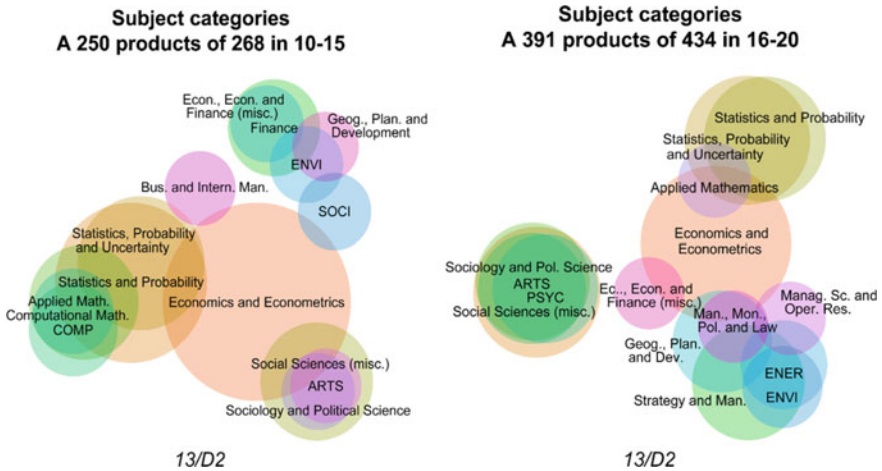 Subject categories
A 250 products of 268 in 10-15
Econ., Econ. and
Finance (misc.)
Finance
Geog., Plan. and
Development
ENVI
Bus. and Intern. Man.
SOCI
Statistics, Probability
and Uncertainty
Statistics and Probability
Economics and Econometrics
Applied Math.
Computational Math.
COMP
Social Sciences (misc.)
ARTS
Sociology and Political Science
13/D2
Subject categories
A 391 products of 434 in 16-20
Statistics and Probability
Statistics, Probability
and Uncertainty
Applied Mathematics
Economics and
Econometrics
Sociology and Pol. Science
ARTS
PSYC
Social Sciences (misc.)
Ec.., Econ. and
Finance (misc.)
Manag. Sc. and
Oper. Res.
Man., Mon.,
Pol. and Law
Geog., Plan.
and Dev.
ENER
ENVI
Strategy and Man.
13/D2